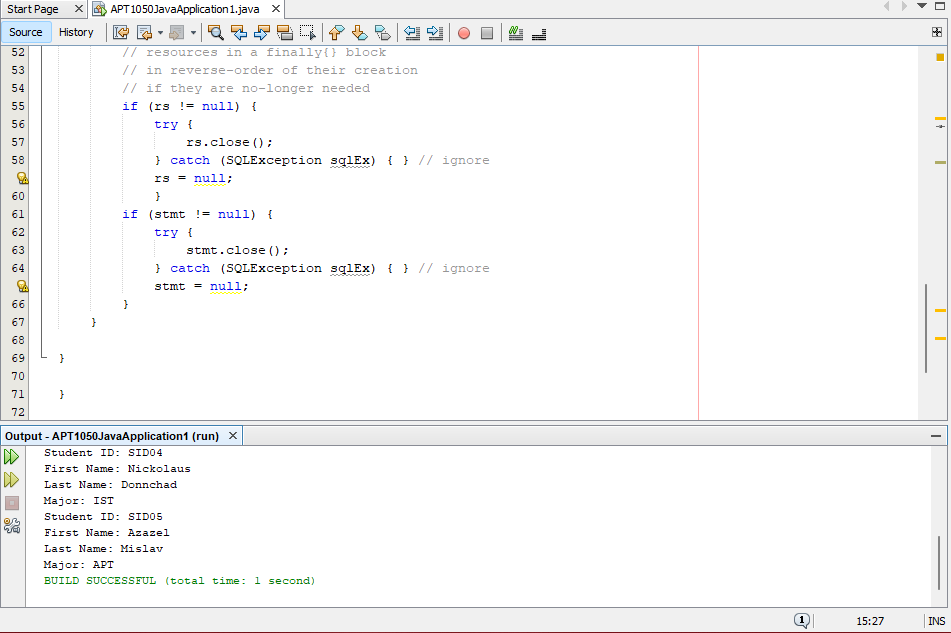 Start Page
APT1050JavaApplication1.java
Source History
52 // resources in a finally{} block
53 // in reverse-order of their creation
54 // if they are no-longer needed
55 if (rs != null) {
56 try {
57 rs.close();
58 } catch (SQLException sqlEx) { } // ignore
rs = null;
60 }
61 if (stmt != null) {
62 try {
63 stmt.close();
64 } catch (SQLException sqlEx) { } // ignore
stmt = null;
66 }
67 }
68
69 }
70
71 }
72
Output - APT1050JavaApplication1 (run)
Student ID: SID04
First Name: Nickolaus
Last Name: Donnchad
Major: IST
Student ID: SID05
First Name: Azazel
Last Name: Mislav
Major: APT
BUILD SUCCESSFUL (total time: 1 second)
1 15:27 INS